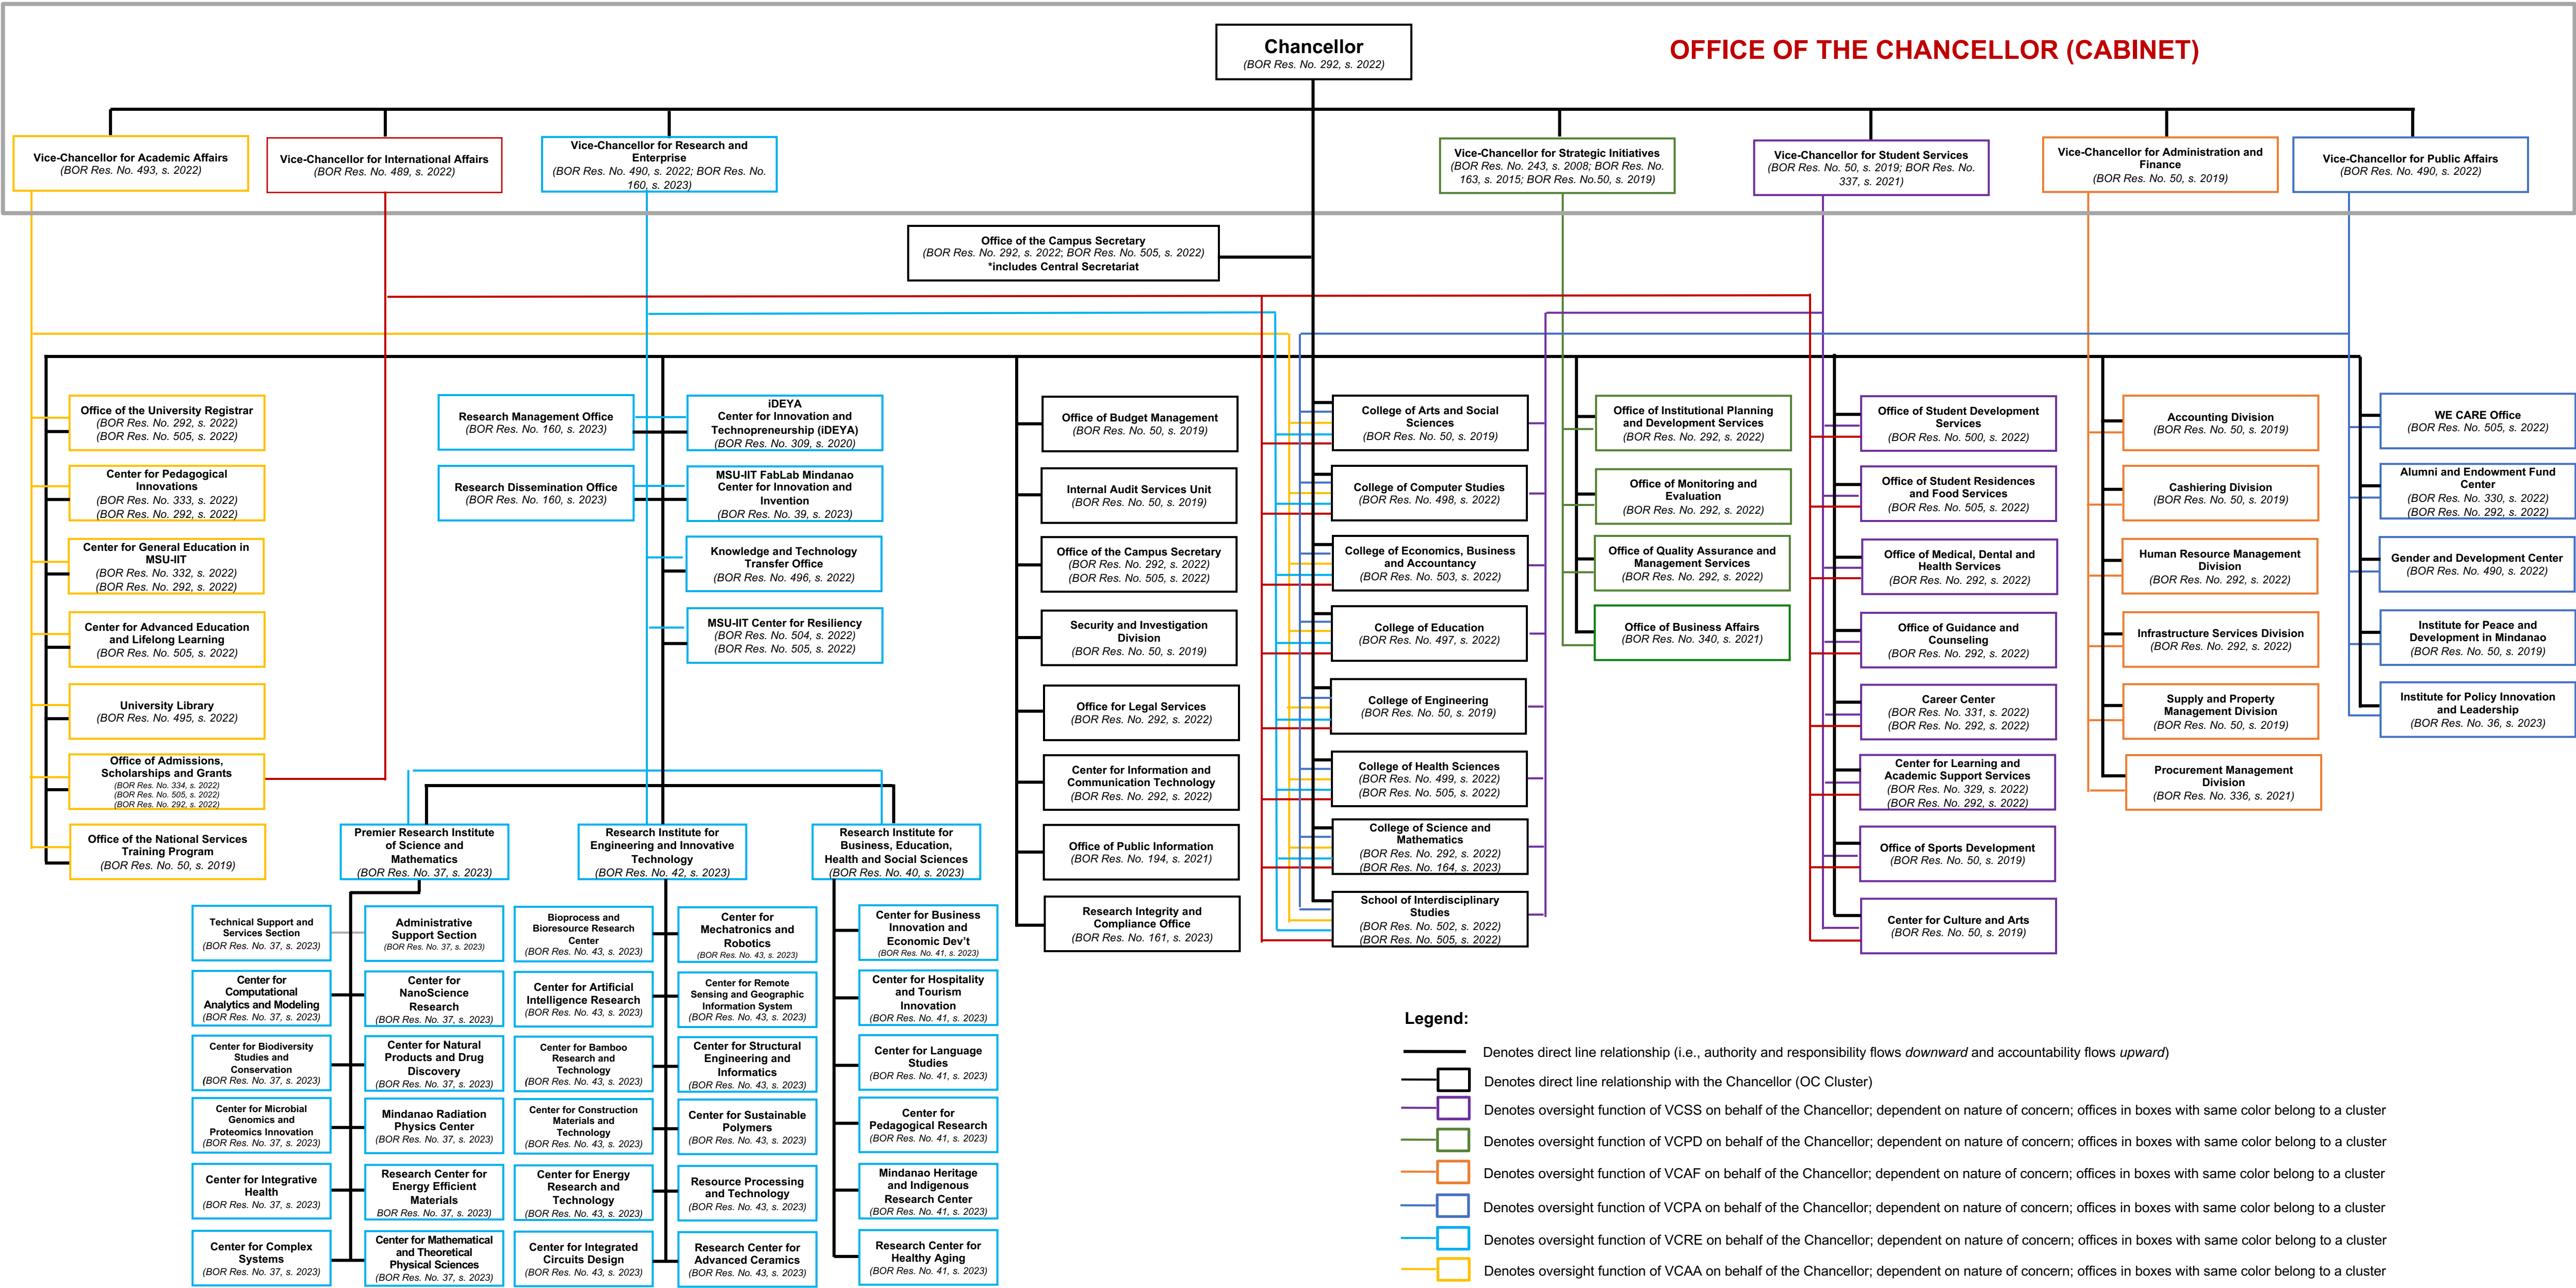 Chancellor
(BOR Res. No. 292, s. 2022)
OFFICE OF THE CHANCELLOR (CABINET)
Vice-Chancellor for Academic Affairs
(BOR Res. No. 493, s. 2022)
Vice-Chancellor for International Affairs
(BOR Res. No. 489, s. 2022)
Vice-Chancellor for Research and
Enterprise
(BOR Res. No. 490, s. 2022; BOR Res. No.
160, s. 2023)
Vice-Chancellor for Strategic Initiatives
(BOR Res. No. 243, s. 2008; BOR Res. No.
163, s. 2015; BOR Res. No.50, s. 2019)
Vice-Chancellor for Student Services
(BOR Res. No. 50, s. 2019; BOR Res. No.
337, s. 2021)
Vice-Chancellor for Administration and
Finance
(BOR Res. No. 50, s. 2019)
Vice-Chancellor for Public Affairs
(BOR Res. No. 490, s. 2022)
Office of the Campus Secretary
(BOR Res. No. 292, s. 2022; BOR Res. No. 505, s. 2022)
*includes Central Secretariat
Office of the University Registrar
(BOR Res. No. 292, s. 2022)
(BOR Res. No. 505, s. 2022)
Center for Pedagogical
Innovations
(BOR Res. No. 333, s. 2022)
(BOR Res. No. 292, s. 2022)
Center for General Education in
MSU-IIT
(BOR Res. No. 332, s. 2022)
(BOR Res. No. 292, s. 2022)
Center for Advanced Education
and Lifelong Learning
(BOR Res. No. 505, s. 2022)
University Library
(BOR Res. No. 495, s. 2022)
Office of Admissions,
Scholarships and Grants
(BOR Res. No. 334, s. 2022)
(BOR Res. No. 505, s. 2022)
(BOR Res. No. 292, s. 2022)
Office of the National Services
Training Program
(BOR Res. No. 50, s. 2019)
Research Management Office
(BOR Res. No. 160, s. 2023)
Research Dissemination Office
(BOR Res. No. 160, s. 2023)
iDEYA
Center for Innovation and
Technopreneurship (iDEYA)
(BOR Res. No. 309, s. 2020)
MSU-IIT FabLab Mindanao
Center for Innovation and
Invention
(BOR Res. No. 39, s. 2023)
Knowledge and Technology
Transfer Office
(BOR Res. No. 496, s. 2022)
MSU-IIT Center for Resiliency
(BOR Res. No. 504, s. 2022)
(BOR Res. No. 505, s. 2022)
Office of Budget Management
(BOR Res. No. 50, s. 2019)
Internal Audit Services Unit
(BOR Res. No. 50, s. 2019)
Office of the Campus Secretary
(BOR Res. No. 292, s. 2022)
(BOR Res. No. 505, s. 2022)
Security and Investigation
Division
(BOR Res. No. 50, s. 2019)
Office for Legal Services
(BOR Res. No. 292, s. 2022)
Center for Information and
Communication Technology
(BOR Res. No. 292, s. 2022)
Office of Public Information
(BOR Res. No. 194, s. 2021)
Research Integrity and
Compliance Office
(BOR Res. No. 161, s. 2023)
College of Arts and Social
Sciences
(BOR Res. No. 50, s. 2019)
College of Computer Studies
(BOR Res. No. 498, s. 2022)
College of Economics, Business
and Accountancy
(BOR Res. No. 503, s. 2022)
College of Education
(BOR Res. No. 497, s. 2022)
College of Engineering
(BOR Res. No. 50, s. 2019)
College of Health Sciences
(BOR Res. No. 499, s. 2022)
(BOR Res. No. 505, s. 2022)
College of Science and
Mathematics
(BOR Res. No. 292, s. 2022)
(BOR Res. No. 164, s. 2023)
School of Interdisciplinary
Studies
(BOR Res. No. 502, s. 2022)
(BOR Res. No. 505, s. 2022)
Office of Institutional Planning
and Development Services
(BOR Res. No. 292, s. 2022)
Office of Monitoring and
Evaluation
(BOR Res. No. 292, s. 2022)
Office of Quality Assurance and
Management Services
(BOR Res. No. 292, s. 2022)
Office of Business Affairs
(BOR Res. No. 340, s. 2021)
Office of Student Development
Services
(BOR Res. No. 500, s. 2022)
Office of Student Residences
and Food Services
(BOR Res. No. 505, s. 2022)
Office of Medical, Dental and
Health Services
(BOR Res. No. 292, s. 2022)
Office of Guidance and
Counseling
(BOR Res. No. 292, s. 2022)
Career Center
(BOR Res. No. 331, s. 2022)
(BOR Res. No. 292, s. 2022)
Center for Learning and
Academic Support Services
(BOR Res. No. 329, s. 2022)
(BOR Res. No. 292, s. 2022)
Office of Sports Development
(BOR Res. No. 50, s. 2019)
Center for Culture and Arts
(BOR Res. No. 50, s. 2019)
Accounting Division
(BOR Res. No. 50, s. 2019)
Cashiering Division
(BOR Res. No. 50, s. 2019)
Human Resource Management
Division
(BOR Res. No. 292, s. 2022)
Infrastructure Services Division
(BOR Res. No. 292, s. 2022)
Supply and Property
Management Division
(BOR Res. No. 50, s. 2019)
Procurement Management
Division
(BOR Res. No. 336, s. 2021)
WE CARE Office
(BOR Res. No. 505, s. 2022)
Alumni and Endowment Fund
Center
(BOR Res. No. 330, s. 2022)
(BOR Res. No. 292, s. 2022)
Gender and Development Center
(BOR Res. No. 490, s. 2022)
Institute for Peace and
Development in Mindanao
(BOR Res. No. 50, s. 2019)
Institute for Policy Innovation
and Leadership
(BOR Res. No. 36, s. 2023)
Premier Research Institute
of Science and
Mathematics
(BOR Res. No. 37, s. 2023)
Research Institute for
Engineering and Innovative
Technology
(BOR Res. No. 42, s. 2023)
Research Institute for
Business, Education,
Health and Social Sciences
(BOR Res. No. 40, s. 2023)
Technical Support and
Services Section
(BOR Res. No. 37, s. 2023)
Administrative
Support Section
(BOR Res. No. 37, s. 2023)
Center for
Computational
Analytics and Modeling
(BOR Res. No. 37, s. 2023)
Center for
NanoScience
Research
(BOR Res. No. 37, s. 2023)
Center for Biodiversity
Studies and
Conservation
(BOR Res. No. 37, s. 2023)
Center for Natural
Products and Drug
Discovery
(BOR Res. No. 37, s. 2023)
Center for Microbial
Genomics and
Proteomics Innovation
(BOR Res. No. 37, s. 2023)
Mindanao Radiation
Physics Center
(BOR Res. No. 37, s. 2023)
Center for Integrative
Health
(BOR Res. No. 37, s. 2023)
Research Center for
Energy Efficient
Materials
BOR Res. No. 37, s. 2023)
Center for Complex
Systems
(BOR Res. No. 37, s. 2023)
Center for Mathematical
and Theoretical
Physical Sciences
(BOR Res. No. 37, s. 2023)
Bioprocess and
Bioresource Research
Center
(BOR Res. No. 43, s. 2023)
Center for
Mechatronics and
Robotics
(BOR Res. No. 43, s. 2023)
Center for Artificial
Intelligence Research
(BOR Res. No. 43, s. 2023)
Center for Remote
Sensing and Geographic
Information System
(BOR Res. No. 43, s. 2023)
Center for Bamboo
Research and
Technology
(BOR Res. No. 43, s. 2023)
Center for Structural
Engineering and
Informatics
(BOR Res. No. 43, s. 2023)
Center for Construction
Materials and
Technology
(BOR Res. No. 43, s. 2023)
Center for Sustainable
Polymers
(BOR Res. No. 43, s. 2023)
Center for Energy
Research and
Technology
(BOR Res. No. 43, s. 2023)
Resource Processing
and Technology
(BOR Res. No. 43, s. 2023)
Center for Integrated
Circuits Design
(BOR Res. No. 43, s. 2023)
Research Center for
Advanced Ceramics
(BOR Res. No. 43, s. 2023)
Center for Business
Innovation and
Economic Dev't
(BOR Res. No. 41, s. 2023)
Center for Hospitality
and Tourism
Innovation
(BOR Res. No. 41, s. 2023)
Center for Language
Studies
(BOR Res. No. 41, s. 2023)
Center for
Pedagogical Research
(BOR Res. No. 41, s. 2023)
Mindanao Heritage
and Indigenous
Research Center
(BOR Res. No. 41, s. 2023)
Research Center for
Healthy Aging
(BOR Res. No. 41, s. 2023)
Legend:
Denotes direct line relationship (i.e., authority and responsibility flows downward and accountability flows upward)
Denotes direct line relationship with the Chancellor (OC Cluster)
Denotes oversight function of VCSS on behalf of the Chancellor; dependent on nature of concern; offices in boxes with same color belong to a cluster
Denotes oversight function of VCPD on behalf of the Chancellor; dependent on nature of concern; offices in boxes with same color belong to a cluster
Denotes oversight function of VCAF on behalf of the Chancellor; dependent on nature of concern; offices in boxes with same color belong to a cluster
Denotes oversight function of VCPA on behalf of the Chancellor; dependent on nature of concern; offices in boxes with same color belong to a cluster
Denotes oversight function of VCRE on behalf of the Chancellor; dependent on nature of concern; offices in boxes with same color belong to a cluster
Denotes oversight function of VCAA on behalf of the Chancellor; dependent on nature of concern; offices in boxes with same color belong to a cluster